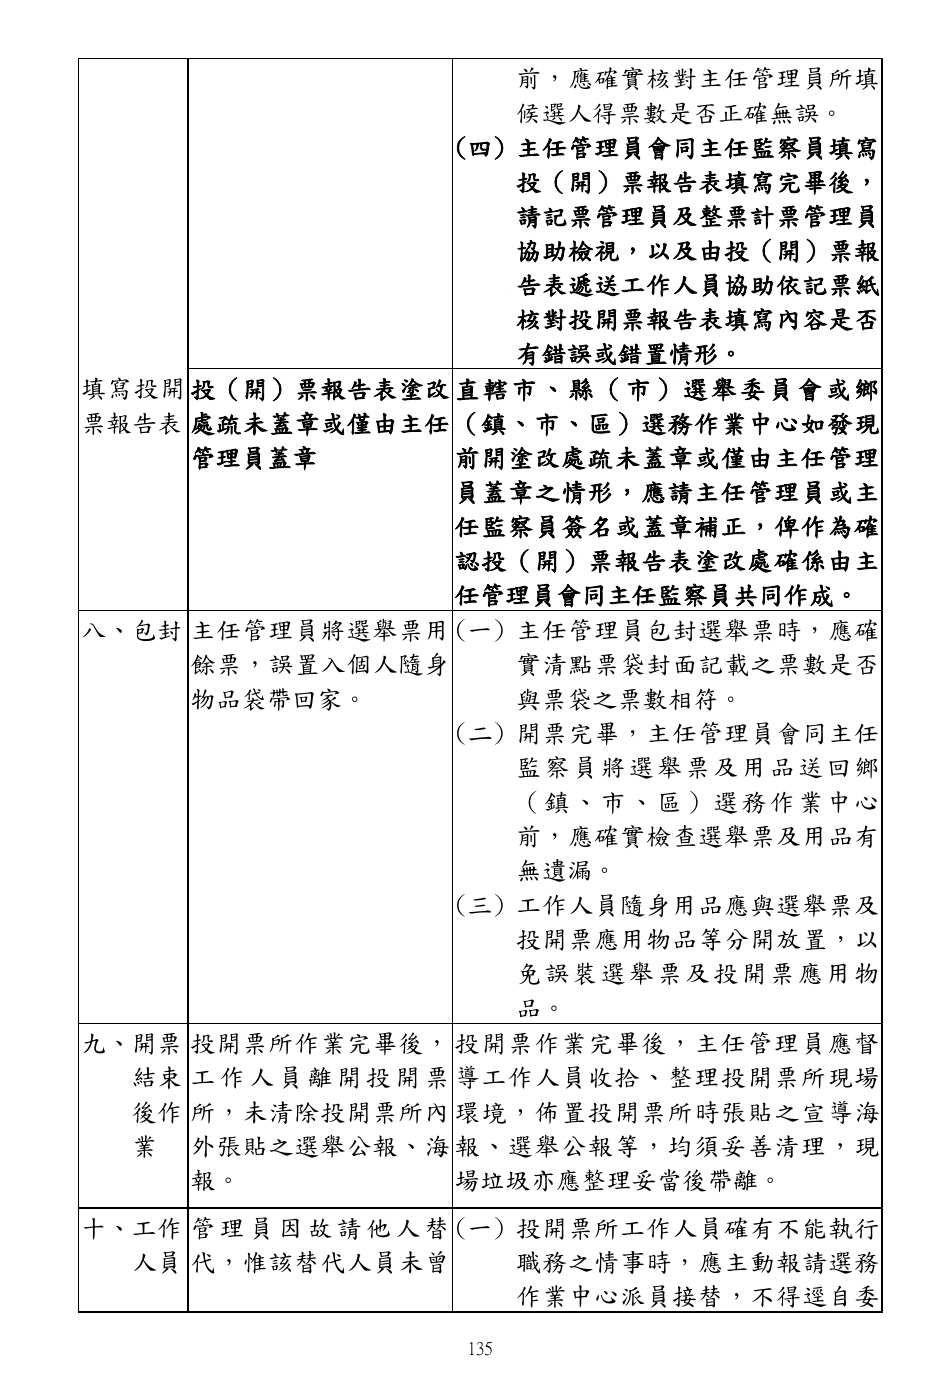 前，應確實核對主任管理員所填
候選人得票數是否正確無誤。
(四)主任管理員會同主任監察員填寫
投（開）票報告表填寫完畢後，
請記票管理員及整票計票管理員
協助檢視，以及由投（開）票報
告表遞送工作人員協助依記票紙
核對投開票報告表填寫內容是否
有錯誤或錯置情形。
填寫投開
票報告表
投（開）票報告表塗改
處疏未蓋章或僅由主任
管理員蓋章
直轄市、縣（市）選舉委員會或鄉
（鎮、市、區）選務作業中心如發現
前開塗改處疏未蓋章或僅由主任管理
員蓋章之情形，應請主任管理員或主
任監察員簽名或蓋章補正，俾作為確
認投（開）票報告表塗改處確係由主
任管理員會同主任監察員共同作成。
八、包封
主任管理員將選舉票用
餘票，誤置入個人隨身
物品袋帶回家。
(一)主任管理員包封選舉票時，應確
實清點票袋封面記載之票數是否
與票袋之票數相符。
(二)開票完畢，主任管理員會同主任
監察員將選舉票及用品送回鄉
（鎮、市、區）選務作業中心
前，應確實檢查選舉票及用品有
無遺漏。
(三)工作人員隨身用品應與選舉票及
投開票應用物品等分開放置，以
免誤裝選舉票及投開票應用物
品。
九、開票
結束
後作
業
投開票所作業完畢後，
工作人員離開投開票
所，未清除投開票所內
外張貼之選舉公報、海
報。
投開票作業完畢後，主任管理員應督
導工作人員收拾、整理投開票所現場
環境，佈置投開票所時張貼之宣導海
報、選舉公報等，均須妥善清理，現
場垃圾亦應整理妥當後帶離。
十、工作
人員
管理員因故請他人替
代，惟該替代人員未曾
(一)投開票所工作人員確有不能執行
職務之情事時，應主動報請選務
作業中心派員接替，不得逕自委
135